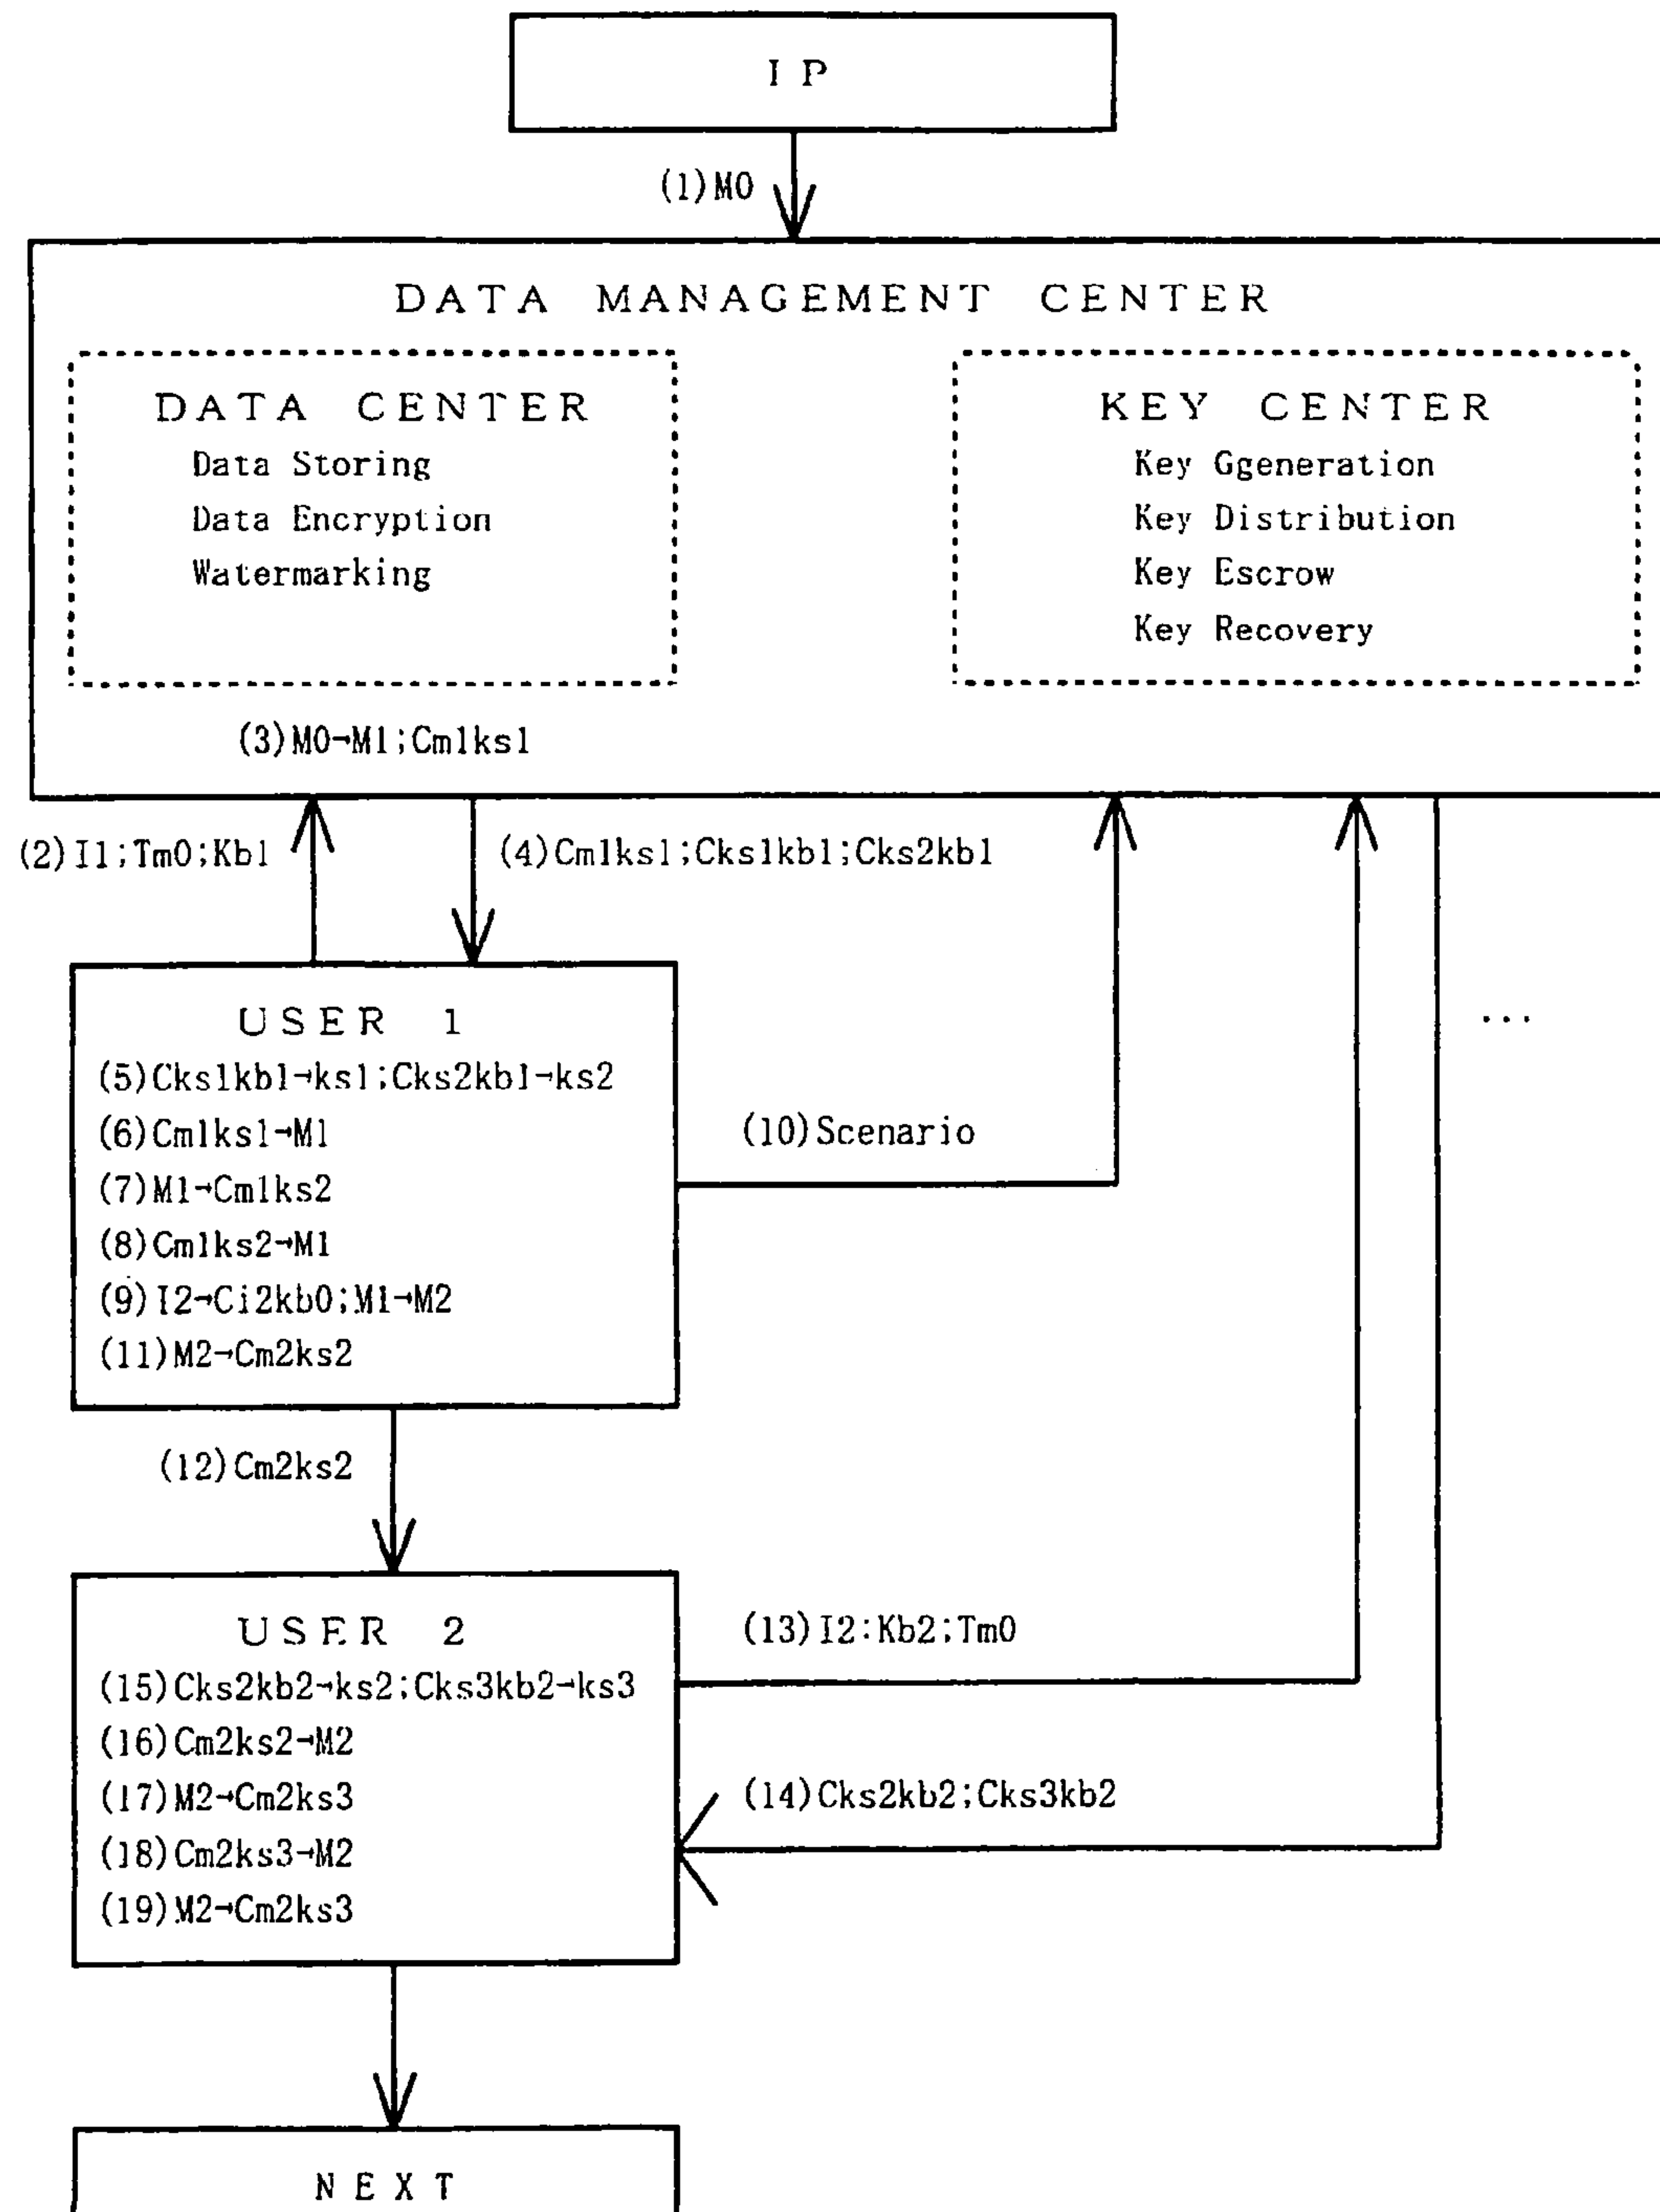 IP
(1)M0
DATA MANAGEMENT CENTER
DATA CENTER
Data Storing
Data Encryption
Watermarking
KEY CENTER
Key Ggeneration
Key Distribution
Key Escrow
Key Recovery
(3)M0→M1;Cm1ks1
(2)I1;Tm0;Kb1
(4)Cm1ks1;Cks1kb1;Cks2kb1
USER 1
(5)Cks1kb1→ks1;Cks2kb1→ks2
(6)Cm1ks1→M1
(7)M1→Cm1ks2
(8)Cm1ks2→M1
(9)I2→Ci2kb0;M1→M2
(11)M2→Cm2ks2
(10)Scenario
...
(12)Cm2ks2
USER 2
(15)Cks2kb2→ks2;Cks3kb2→ks3
(16)Cm2ks2→M2
(17)M2→Cm2ks3
(18)Cm2ks3→M2
(19)M2→Cm2ks3
(13)I2:Kb2;Tm0
(14)Cks2kb2;Cks3kb2
NEXT